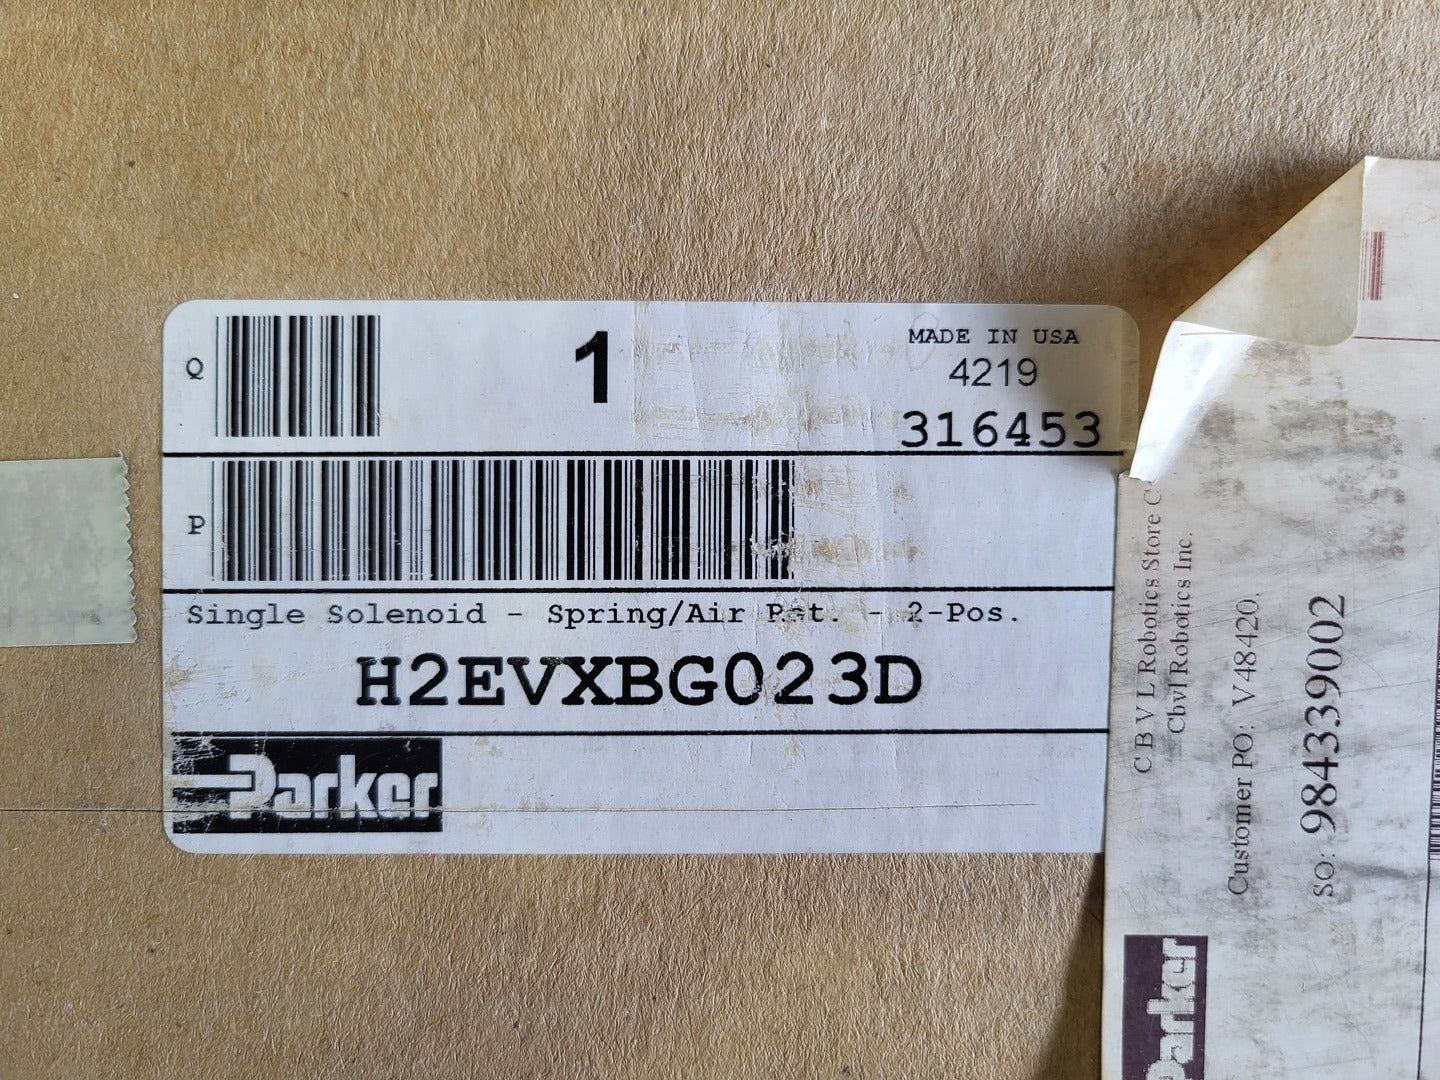 Q
1
MADE IN USA
4219
316453
P
Single Solenoid - Spring/Air Ret. - 2-Pos.
H2EVXBG023D
Parker
C B V L Robotics Store C
Cbvl Robotics Inc.
Customer PO: V48420.
SO: 984339002
Parker